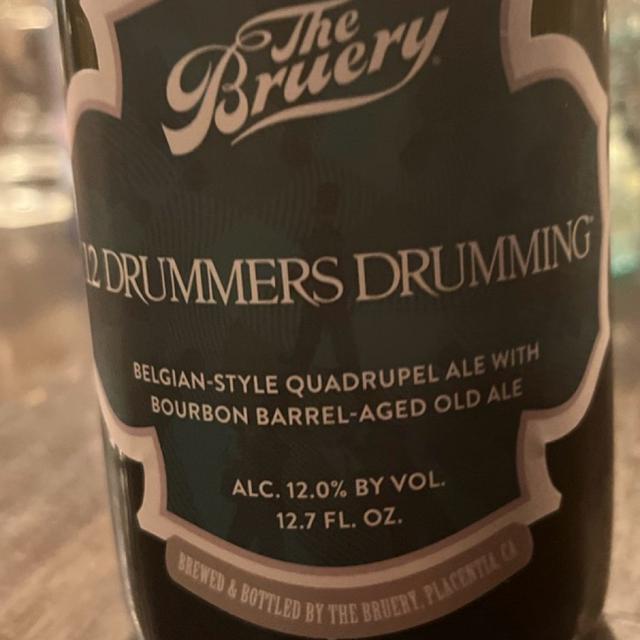 The
Bruery
12 DRUMMERS DRUMMING
BELGIAN-STYLE QUADRUPEL ALE WITH
BOURBON BARREL-AGED OLD ALE
ALC. 12.0% BY VOL.
12.7 FL. OZ.
BREWED & BOTTLED BY THE BRUERY, PLACENTIA, CA